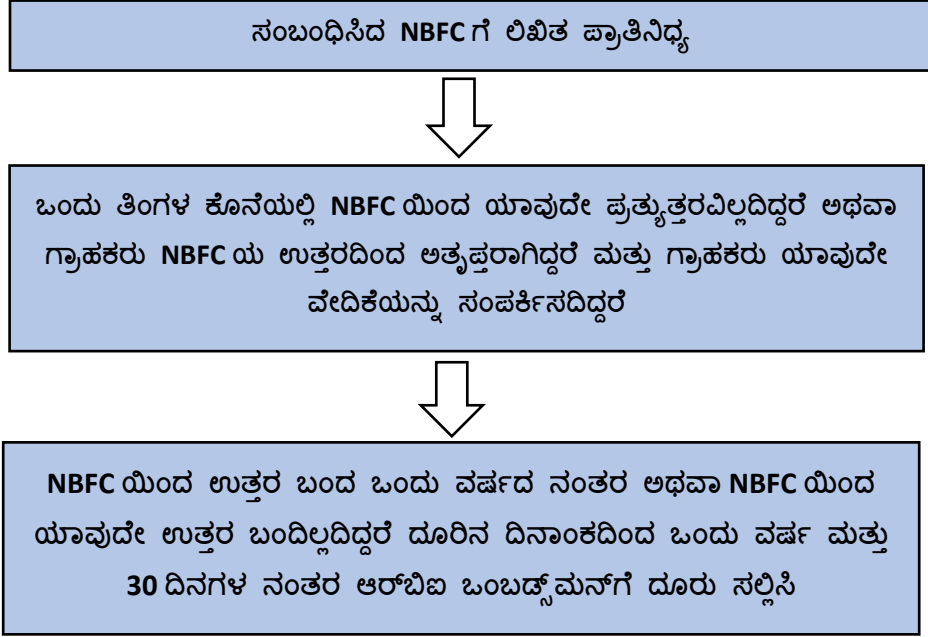 ಸಂಬಂಧಿಸಿದ NBFC ಗೆ ಲಿಖಿತ ಪ್ರಾತಿನಿಧ್ಯ
ಒಂದು ತಿಂಗಳ ಕೊನೆಯಲ್ಲಿ NBFC ಯಿಂದ ಯಾವುದೇ ಪ್ರತ್ಯುತ್ತರವಿಲ್ಲದಿದ್ದರೆ ಅಥವಾ
ಗ್ರಾಹಕರು NBFC ಯ ಉತ್ತರದಿಂದ ಅತೃಪ್ತರಾಗಿದ್ದರೆ ಮತ್ತು ಗ್ರಾಹಕರು ಯಾವುದೇ
ವೇದಿಕೆಯನ್ನು ಸಂಪರ್ಕಿಸದಿದ್ದರೆ
NBFC ಯಿಂದ ಉತ್ತರ ಬಂದ ಒಂದು ವರ್ಷದ ನಂತರ ಅಥವಾ NBFC ಯಿಂದ
ಯಾವುದೇ ಉತ್ತರ ಬಂದಿಲ್ಲದಿದ್ದರೆ ದೂರಿನ ದಿನಾಂಕದಿಂದ ಒಂದು ವರ್ಷ ಮತ್ತು
30 ದಿನಗಳ ನಂತರ ಆರ್‌ಬಿಐ ಒಂಬಡ್ಸ್‌ಮನ್‌ಗೆ ದೂರು ಸಲ್ಲಿಸಿ